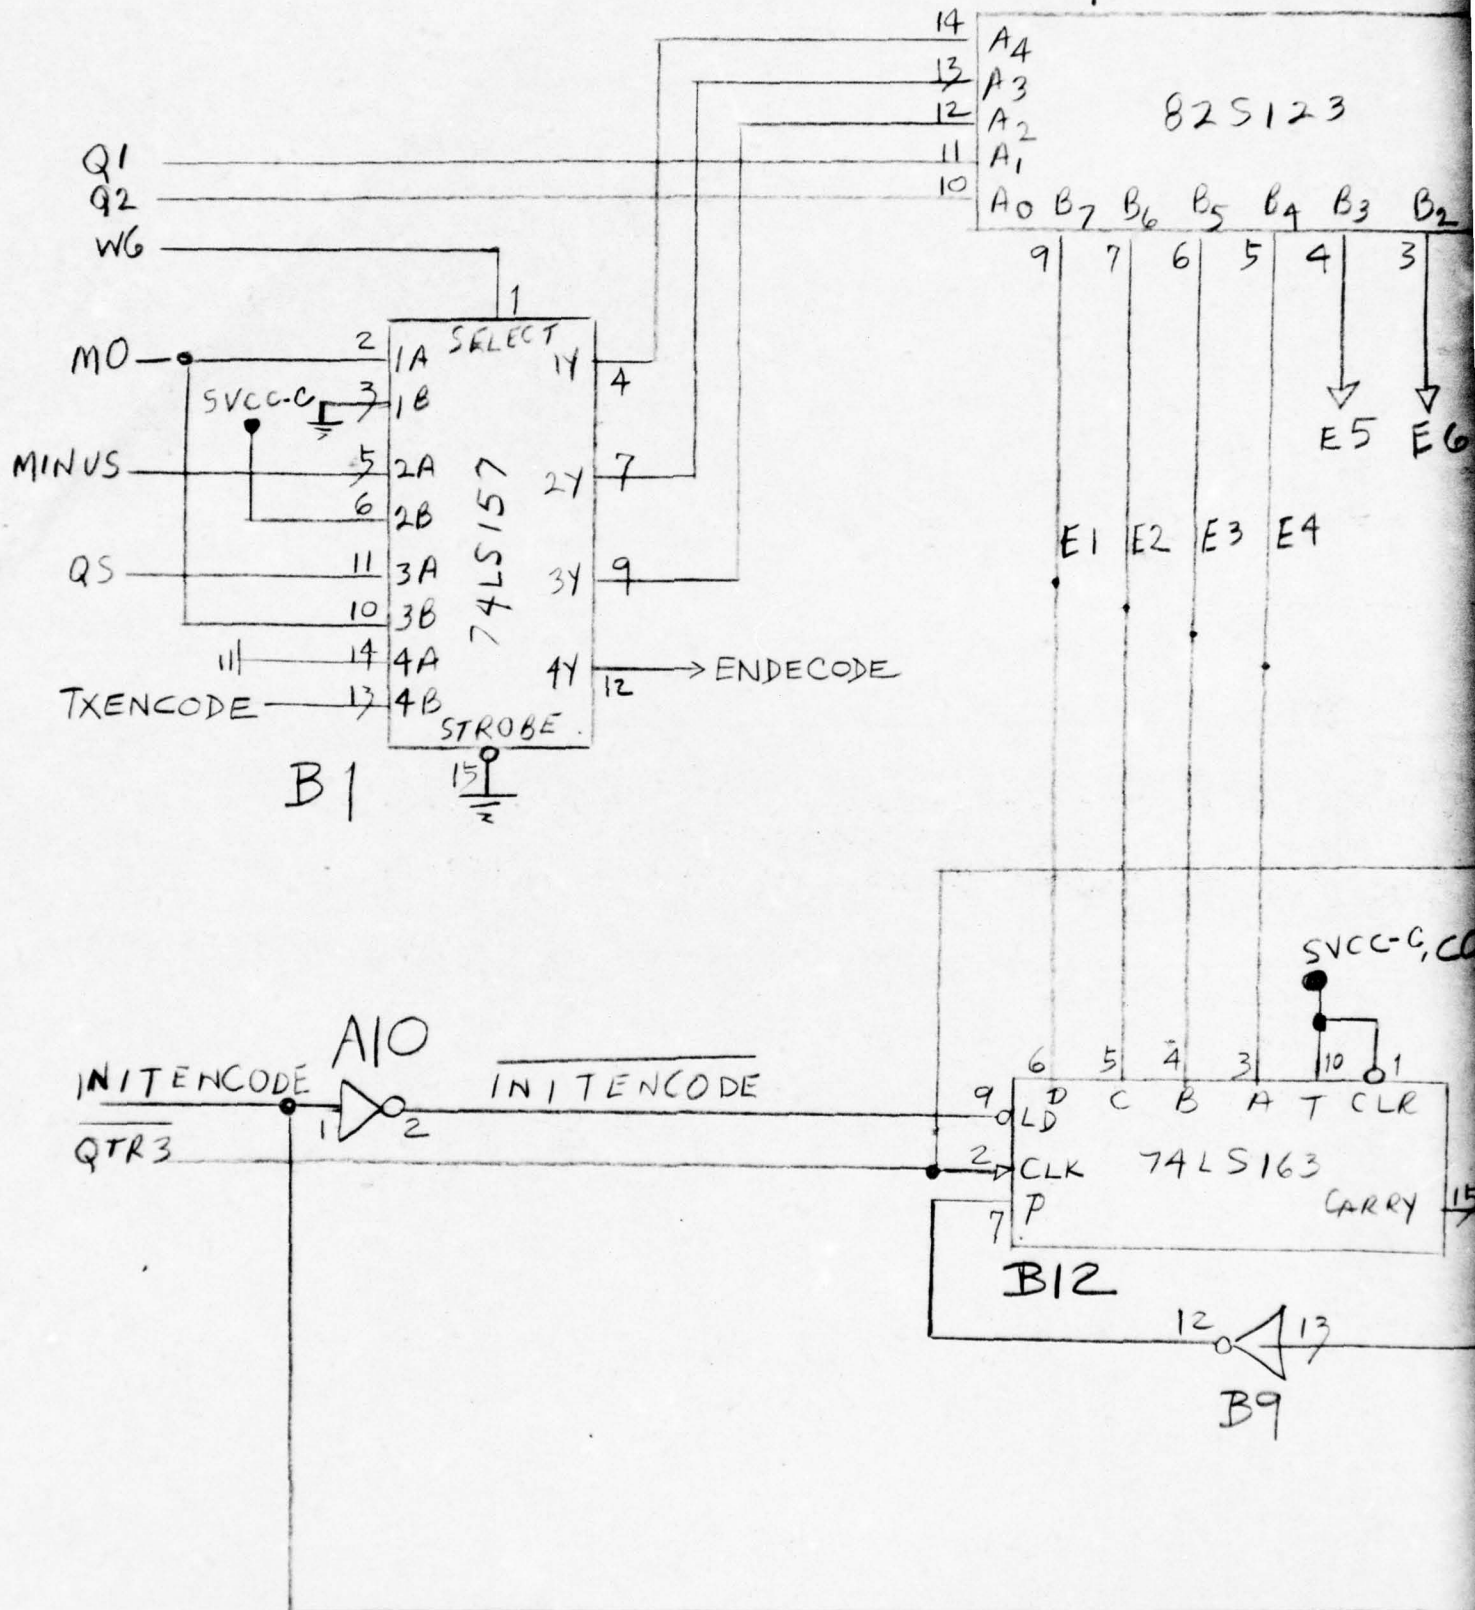 14 A4
13 A3
12 A2
82S123
Q1 11 A1
Q2 10 A0 B7 B6 B5 B4 B3 B2
WG
9 7 6 5 4 3
1
SELECT
MO 2 1A 1Y 4
5VCC-C 3 1B
E5 E6
MINUS 5 2A 2Y 7
6 2B
74LS157
E1 E2 E3 E4
QS 11 3A 3Y 9
10 3B
14 4A 4Y 12 ENDECODE
TXENCODE 13 4B
STROBE
B1 15
5VCC-C,
A10
INITENCODE 1 2 INITENCODE
6 5 4 3 10 1
9 LD D C B A T CLR
QTR3 2 CLK 74LS163
7 P CARRY 15
B12
12 13
B9